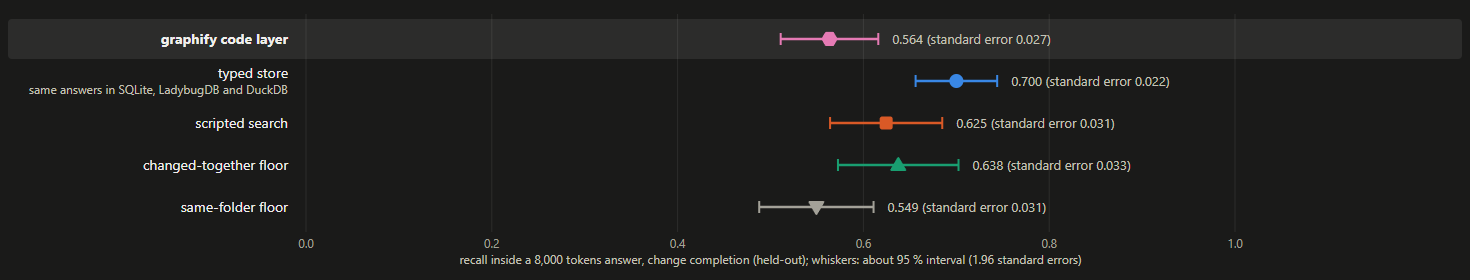 graphify code layer
0.564 (standard error 0.027)
typed store
same answers in SQLite, LadybugDB and DuckDB
0.700 (standard error 0.022)
scripted search
0.625 (standard error 0.031)
changed-together floor
0.638 (standard error 0.033)
same-folder floor
0.549 (standard error 0.031)
0.0 0.2 0.4 0.6 0.8 1.0
recall inside a 8,000 tokens answer, change completion (held-out); whiskers: about 95 % interval (1.96 standard errors)